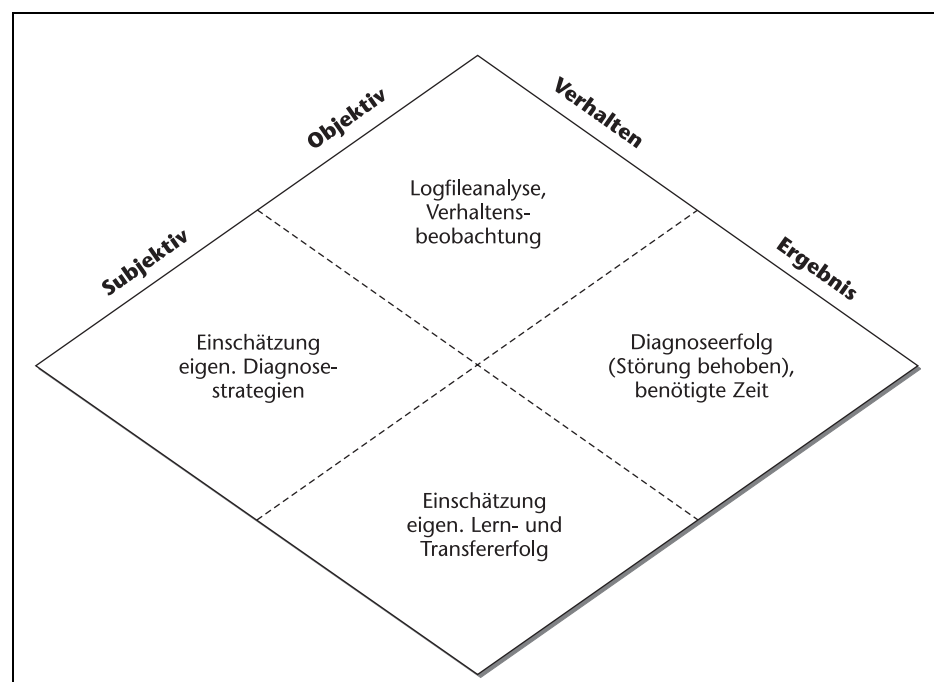 Objektiv
Verhalten
Subjektiv
Ergebnis
Logfileanalyse,
Verhaltens-
beobachtung
Einschätzung
eigen. Diagnose-
strategien
Diagnoseerfolg
(Störung behoben),
benötigte Zeit
Einschätzung
eigen. Lern- und
Transfererfolg